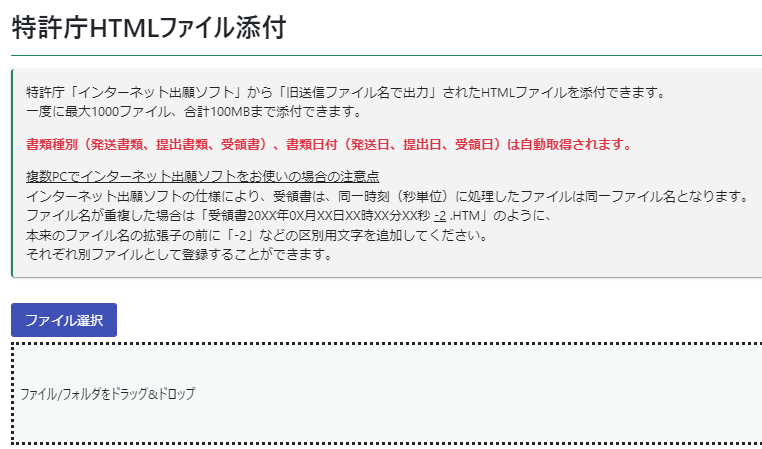 特許庁HTMLファイル添付
特許庁「インターネット出願ソフト」から「旧送信ファイル名で出力」されたHTMLファイルを添付できます。
一度に最大1000ファイル、合計100MBまで添付できます。
書類種別（発送書類、提出書類、受領書）、書類日付（発送日、提出日、受領日）は自動取得されます。
複数PCでインターネット出願ソフトをお使いの場合の注意点
インターネット出願ソフトの仕様により、受領書は、同一時刻（秒単位）に処理したファイルは同一ファイル名となります。
ファイル名が重複した場合は「受領書20XX年0X月XX日XX時XX分XX秒 -2 .HTM」のように、
本来のファイル名の拡張子の前に「-2」などの区別用文字を追加してください。
それぞれ別ファイルとして登録することができます。
ファイル選択
ファイル/フォルダをドラッグ&ドロップ